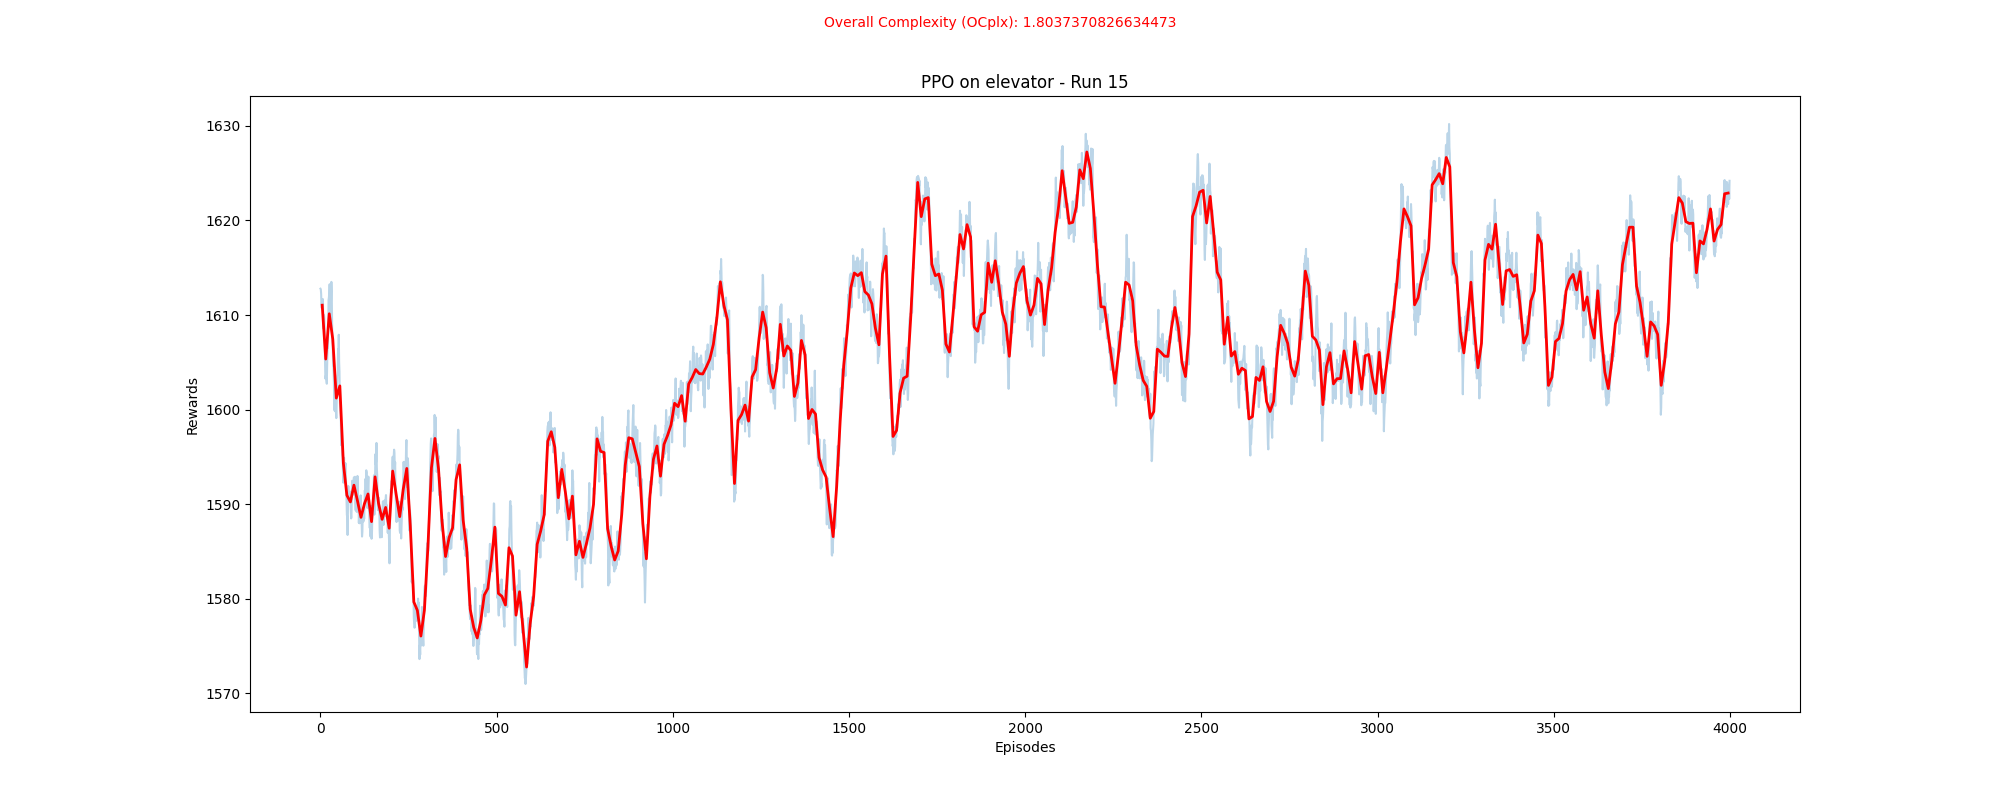 Overall Complexity (OCplx): 1.8037370826634473
PPO on elevator - Run 15
Rewards
1630
1620
1610
1600
1590
1580
1570
0 500 1000 1500 2000 2500 3000 3500 4000
Episodes